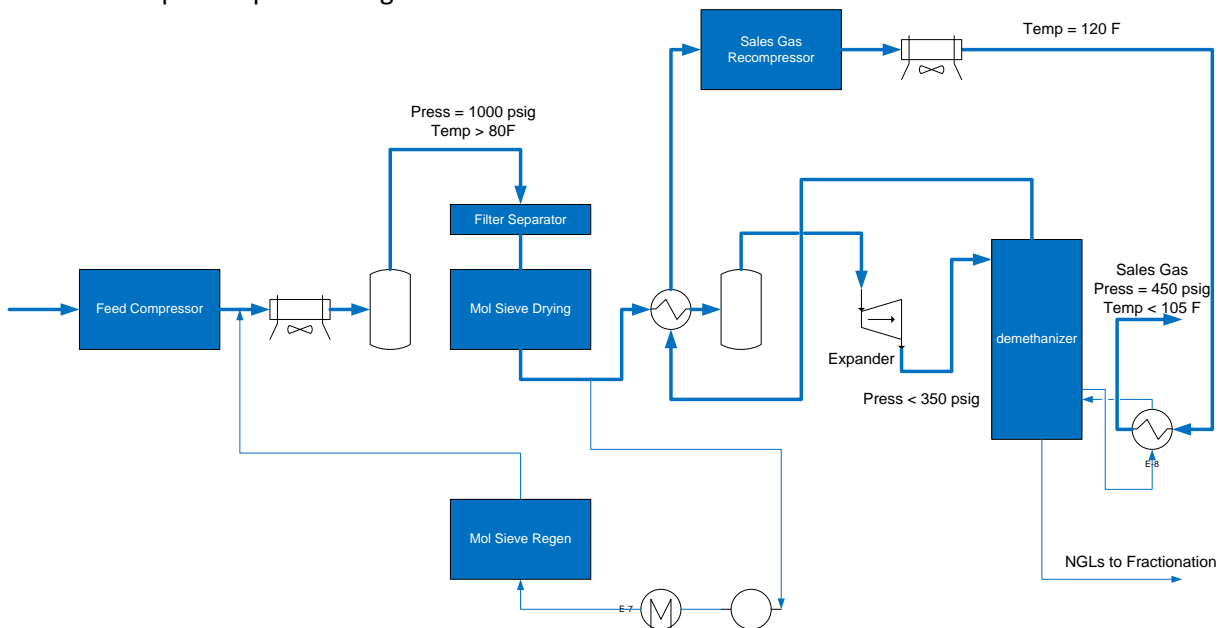 Sales Gas
Recompressor
Temp = 120 F
Press = 1000 psig
Temp > 80F
Filter Separator
Feed Compressor
Mol Sieve Drying
Expander
Press < 350 psig
demethanizer
Sales Gas
Press = 450 psig
Temp < 105 F
E-8
Mol Sieve Regen
E-7
NGLs to Fractionation